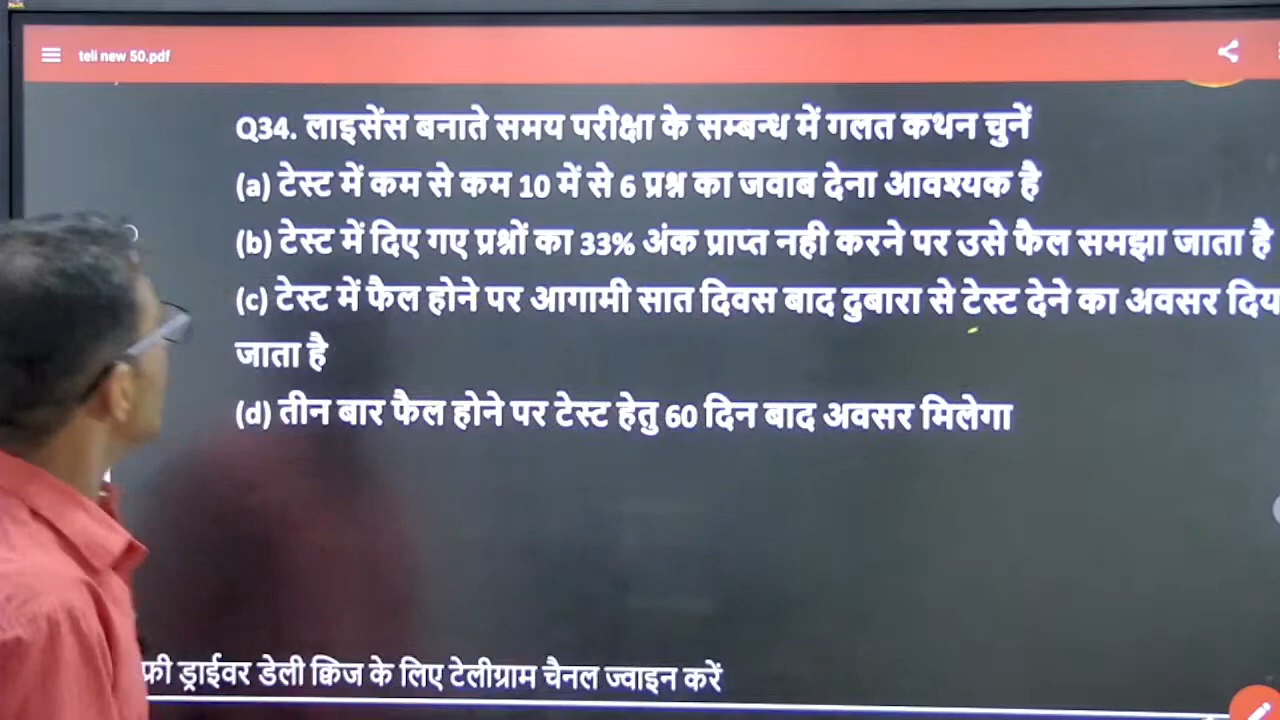 teli new 50.pdf
Q34. लाइसेंस बनाते समय परीक्षा के सम्बन्ध में गलत कथन चुनें
(a) टेस्ट में कम से कम 10 में से 6 प्रश्न का जवाब देना आवश्यक है
(b) टेस्ट में दिए गए प्रश्नों का 33% अंक प्राप्त नही करने पर उसे फैल समझा जाता है
(c) टेस्ट में फैल होने पर आगामी सात दिवस बाद दुबारा से टेस्ट देने का अवसर दिय
जाता है
(d) तीन बार फैल होने पर टेस्ट हेतु 60 दिन बाद अवसर मिलेगा
फ्री ड्राईवर डेली क्विज के लिए टेलीग्राम चैनल ज्वाइन करें